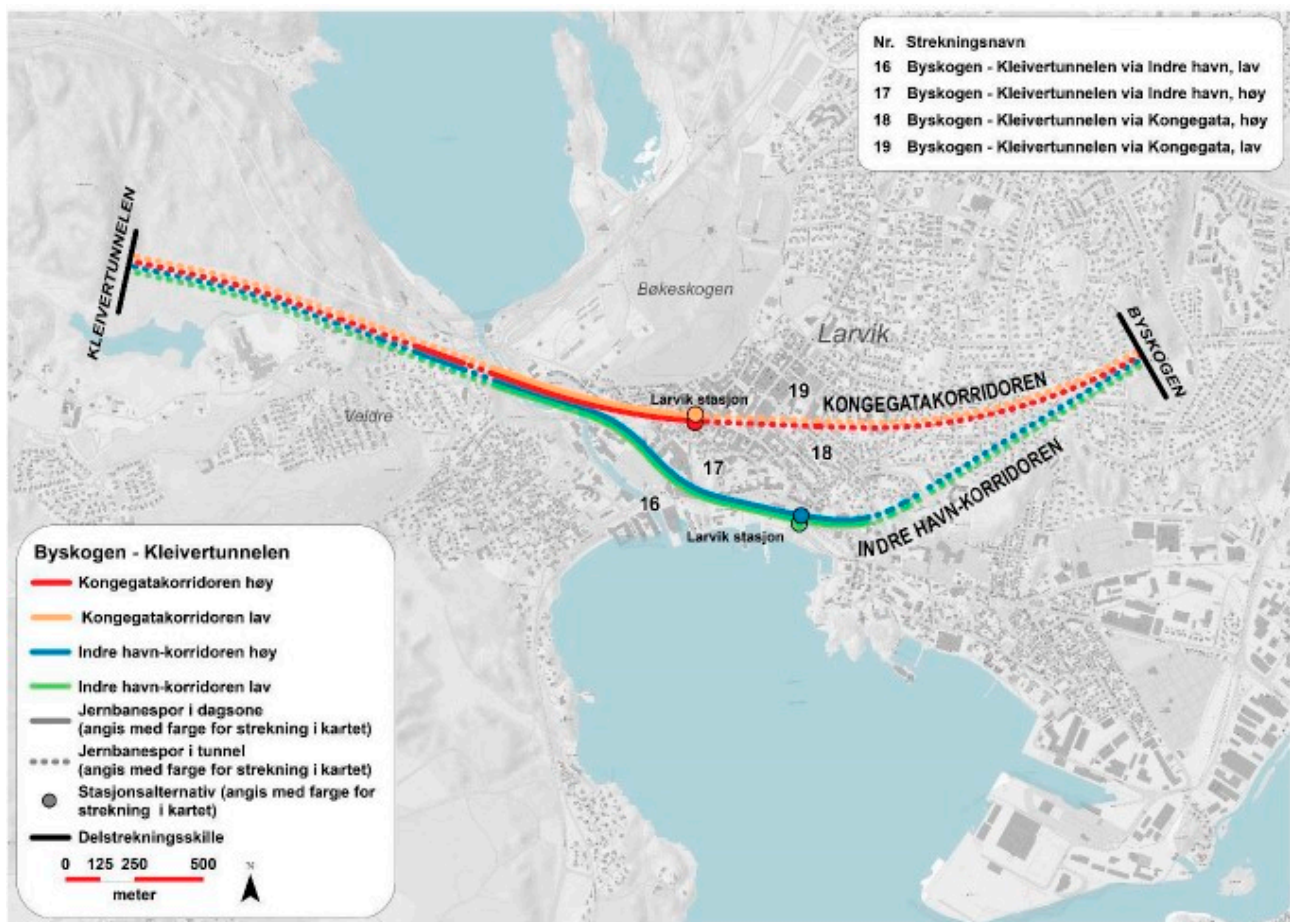 Nr. Strekningsnavn
16 Byskogen - Kleivertunnelen via Indre havn, lav
17 Byskogen - Kleivertunnelen via Indre havn, høy
18 Byskogen - Kleivertunnelen via Kongegata, høy
19 Byskogen - Kleivertunnelen via Kongegata, lav
KLEIVERTUNNELEN
Bøkeskogen
BYSKOGEN
Larvik
19
Larvik stasjon
KONGEGATAKORRIDOREN
Veldre
18
17
16
Larvik stasjon
INDRE HAVN-KORRIDOREN
Byskogen - Kleivertunnelen
Kongegatakorridoren høy
Kongegatakorridoren lav
Indre havn-korridoren høy
Indre havn-korridoren lav
Jernbanespor i dagsone
(angis med farge for strekning i kartet)
Jernbanespor i tunnel
(angis med farge for strekning i kartet)
Stasjonsalternativ (angis med farge for
strekning i kartet)
Delstrekningsskille
0 125 250 500
N
meter